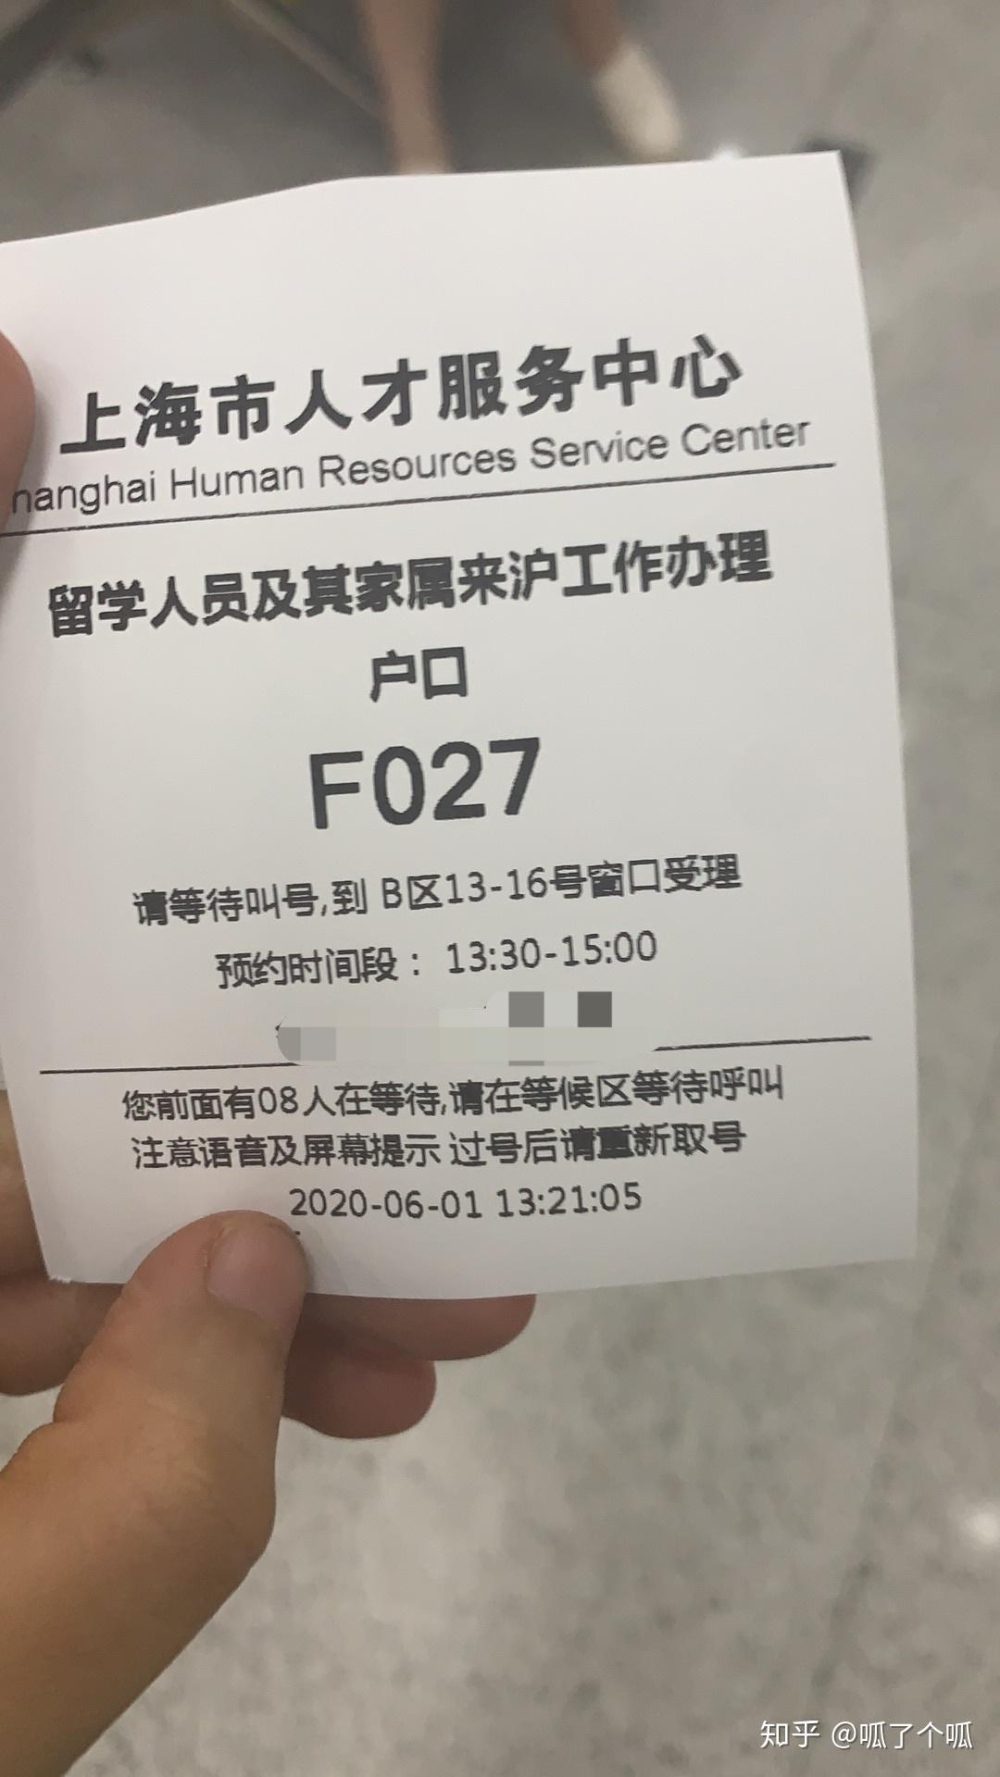 上海市人才服务中心
hanghai Human Resources Service Center
留学人员及其家属来沪工作办理
户口
F027
请等待叫号,到 B区13-16号窗口受理
预约时间段： 13:30-15:00
您前面有08人在等待,请在等候区等待呼叫
注意语音及屏幕提示 过号后请重新取号
2020-06-01 13:21:05
知乎 @呱了个呱